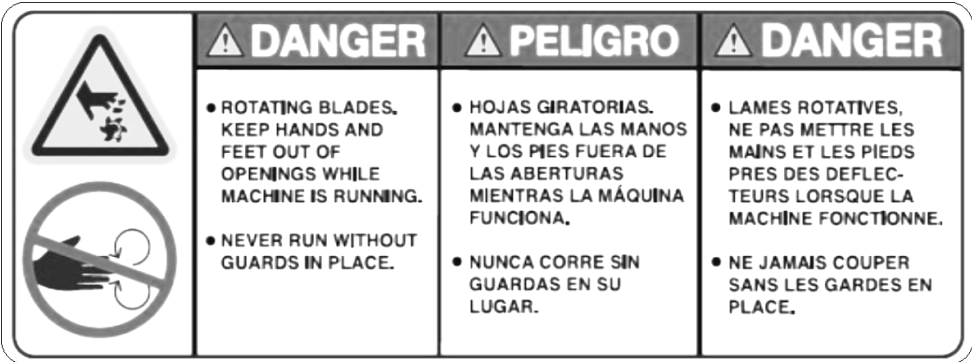 DANGER
• ROTATING BLADES.
KEEP HANDS AND
FEET OUT OF
OPENINGS WHILE
MACHINE IS RUNNING.
• NEVER RUN WITHOUT
GUARDS IN PLACE.
PELIGRO
• HOJAS GIRATORIAS.
MANTENGA LAS MANOS
Y LOS PIES FUERA DE
LAS ABERTURAS
MIENTRAS LA MÁQUINA
FUNCIONA.
• NUNCA CORRE SIN
GUARDAS EN SU
LUGAR.
DANGER
• LAMES ROTATIVES,
NE PAS METTRE LES
MAINS ET LES PIEDS
PRES DES DEFLEC-
TEURS LORSQUE LA
MACHINE FONCTIONNE.
• NE JAMAIS COUPER
SANS LES GARDES EN
PLACE.